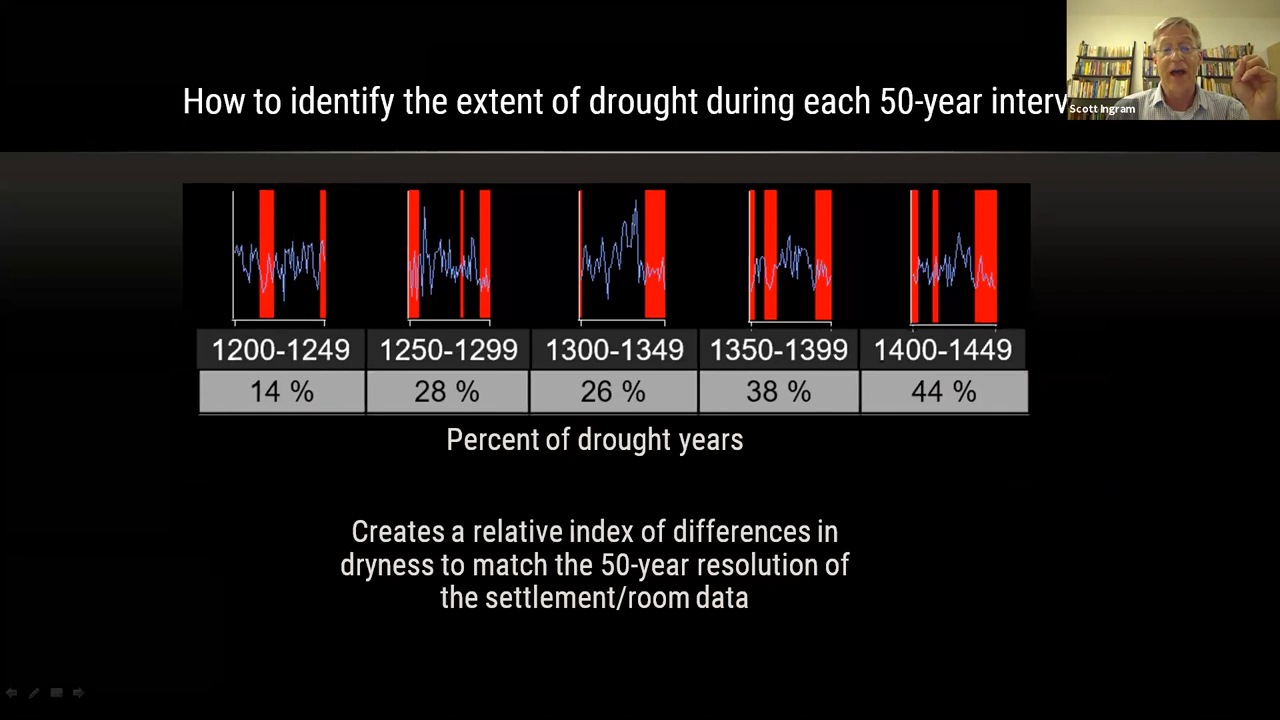 How to identify the extent of drought during each 50-year interv
Scott Ingram
1200-1249 1250-1299 1300-1349 1350-1399 1400-1449
14 % 28 % 26 % 38 % 44 %
Percent of drought years
Creates a relative index of differences in
dryness to match the 50-year resolution of
the settlement/room data